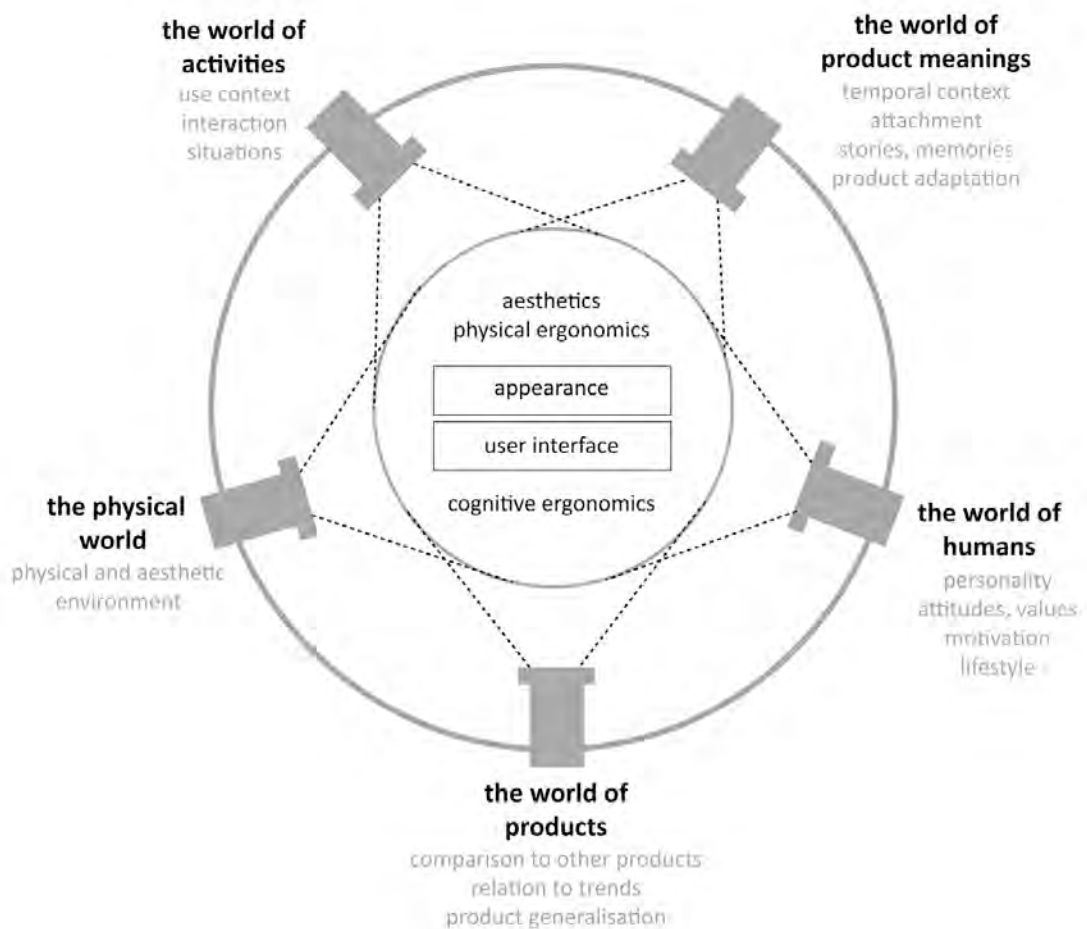 the world of
activities
use context
interaction
situations
the world of
product meanings
temporal context
attachment
stories, memories
product adaptation
aesthetics
physical ergonomics
appearance
user interface
cognitive ergonomics
the physical
world
physical and aesthetic
environment
the world of
humans
personality
attitudes, values
motivation
lifestyle
the world of
products
comparison to other products
relation to trends
product generalisation